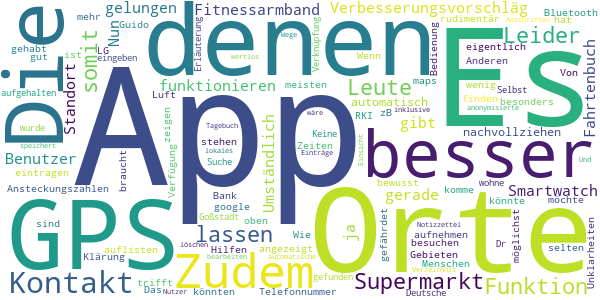 mehr
Guido
gelungen
Fitnessarmband
Verbesserungsvorschläg
rudimentär
Anzeichnr
hat
Bluetooth
gehabt
LG
Nun
denen
Erläuterung
Wege
Verknüpfung
Wenn
Bedienung
Leider
Es
gut
ist
eingeben
somit
wertlos
eigentlich
Anderen
Die
Standort
funktionieren
meisten
maps
Von
Selbst
Fahrtenbuch
aufgehalten
Luft
Leute
automatisch
wenig
finden
besonders
wurde
App
zeigen
Tagebuch
RKI
zB
anonymisierte
speichert
lokales
Keine
wäre
inklusive
besser
Benutzer
braucht
Verfügung
stehen
Suche
Zeiten
Einträge
gibt
nachvollziehen
eintragen
Umständlich
Ansteckungszahlen
Bank
google
ja
gerade
bewusst
komme
wohne
Smartwatch
Einsicht
Und
GPS
Goßstadt
Orte
gefährdet
könnte
möchte
sind
lassen
oben
Wie
aufnehmen
Notizzettel
Dr
möglichst
selten
Unklarheiten
auflisten
Zudem
löschen
Hilfen
angezeigt
besuchen
Gebieten
Kontakt
Klärung
bearbeiten
automatische
Supermarkt
Funktion
Das
trifft
Nutzer
könnten
Telefonnummer
gefunden
Menschen
Verzeichnis
Deutsche